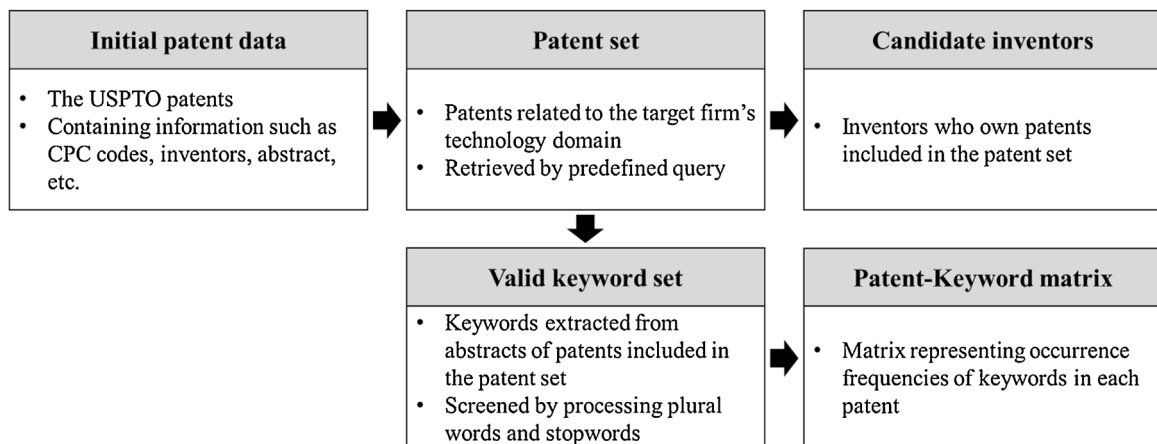 Initial patent data
• The USPTO patents
• Containing information such as
CPC codes, inventors, abstract,
etc.
Patent set
• Patents related to the target firm's
technology domain
• Retrieved by predefined query
Candidate inventors
• Inventors who own patents
included in the patent set
Valid keyword set
• Keywords extracted from
abstracts of patents included in
the patent set
• Screened by processing plural
words and stopwords
Patent-Keyword matrix
• Matrix representing occurrence
frequencies of keywords in each
patent